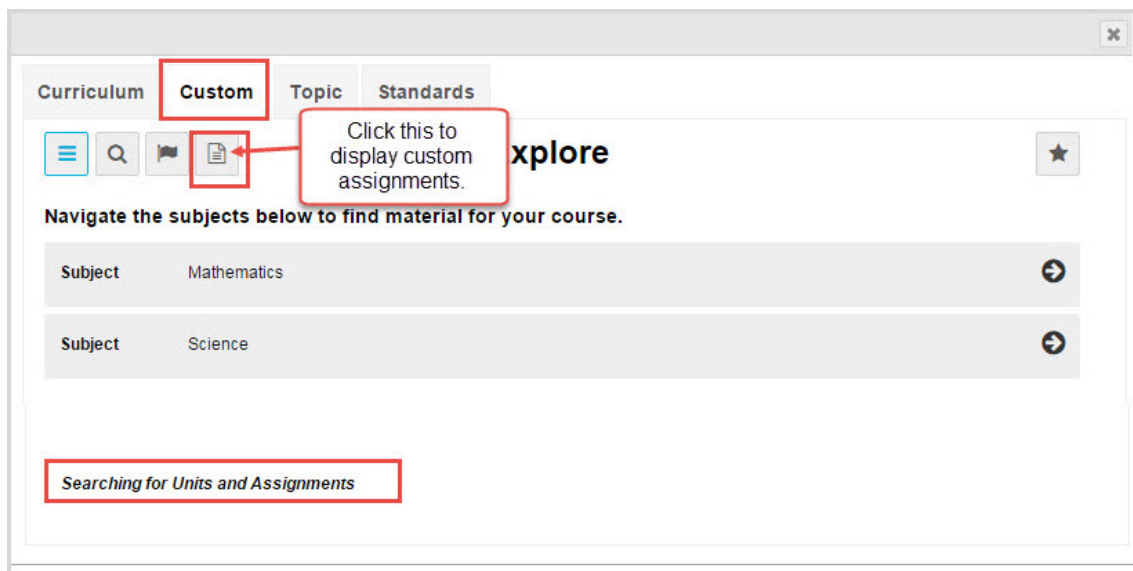 Curriculum Custom Topic Standards
Click this to
display custom
assignments.
xplore
Navigate the subjects below to find material for your course.
Subject Mathematics
Subject Science
Searching for Units and Assignments